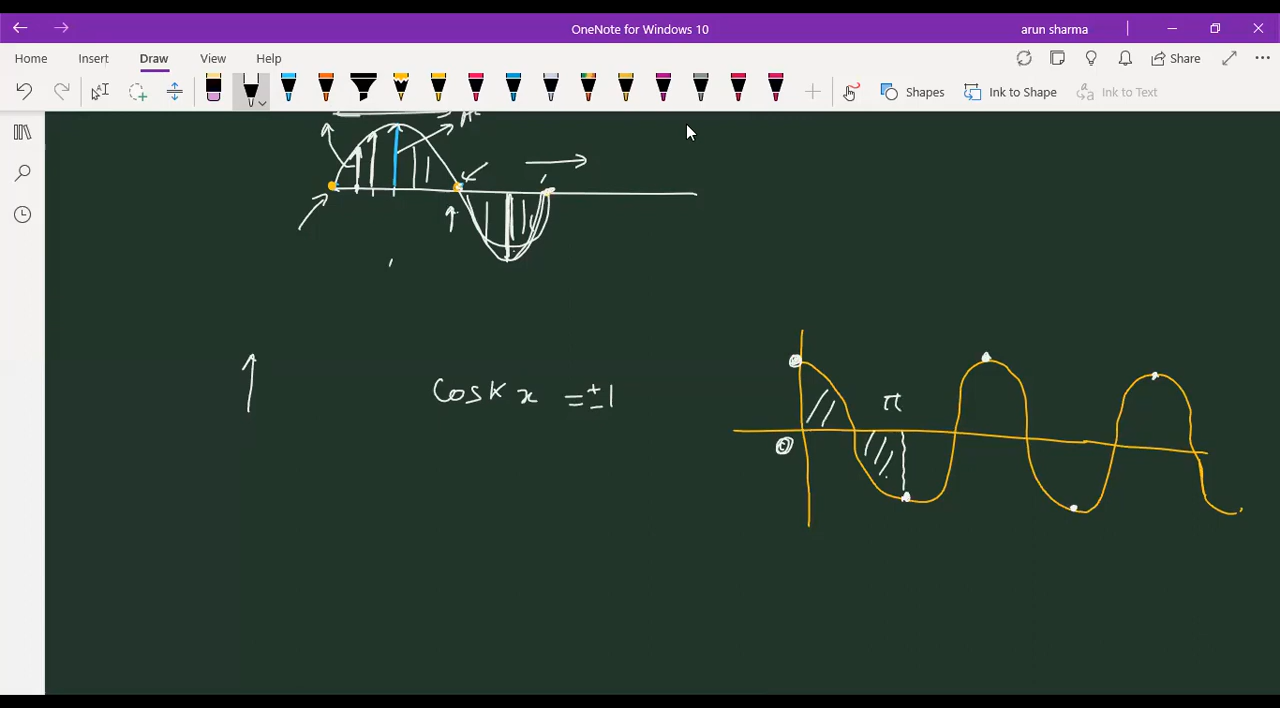 OneNote for Windows 10
arun sharma
Home Insert Draw View Help
Share
Shapes Ink to Shape Ink to Text
cos K x = ± 1
π
0